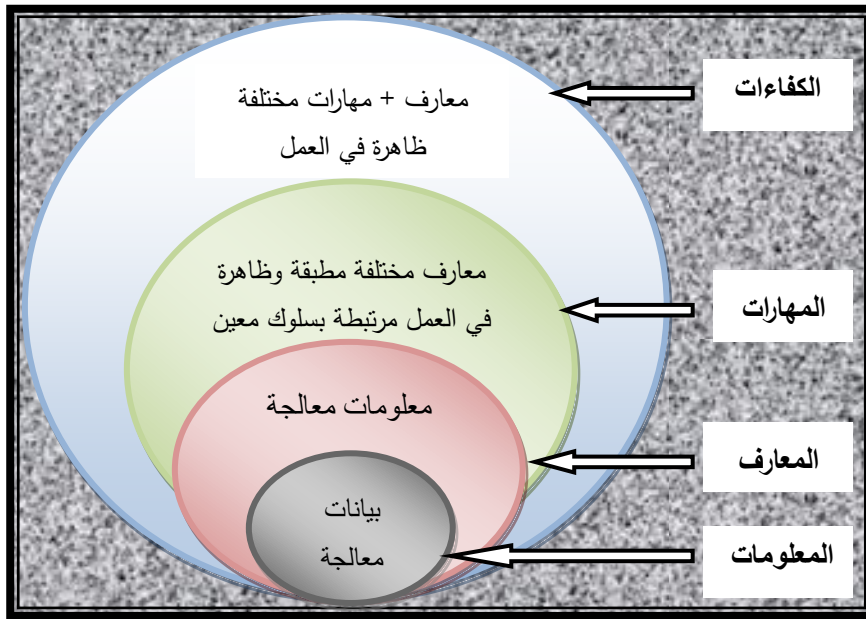 الكفاءات
معارف + مهارات مختلفة
ظاهرة في العمل
المهارات
معارف مختلفة مطبقة وظاهرة
في العمل مرتبطة بسلوك معين
المعارف
معلومات معالجة
المعلومات
بيانات
معالجة